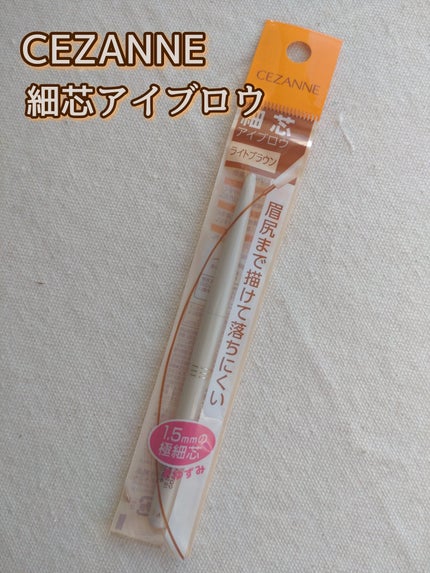 CEZANNE
細芯アイブロウ
CEZANNE
細芯
アイブロウ
ライトブラウン
眉尻まで描けて落ちにくい
1.5mmの
極細芯